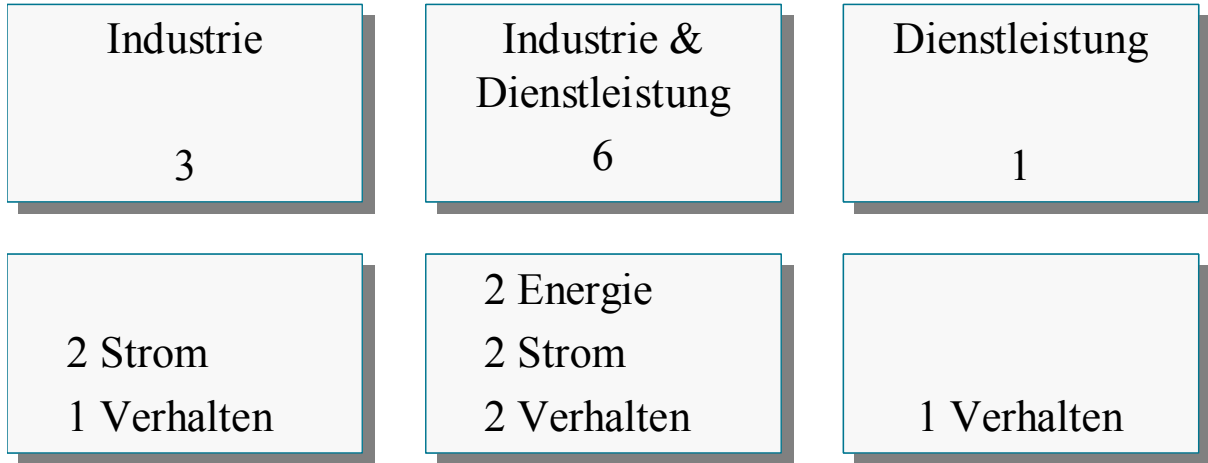 Industrie
3
Industrie &
Dienstleistung
6
Dienstleistung
1
2 Strom
1 Verhalten
2 Energie
2 Strom
2 Verhalten
1 Verhalten